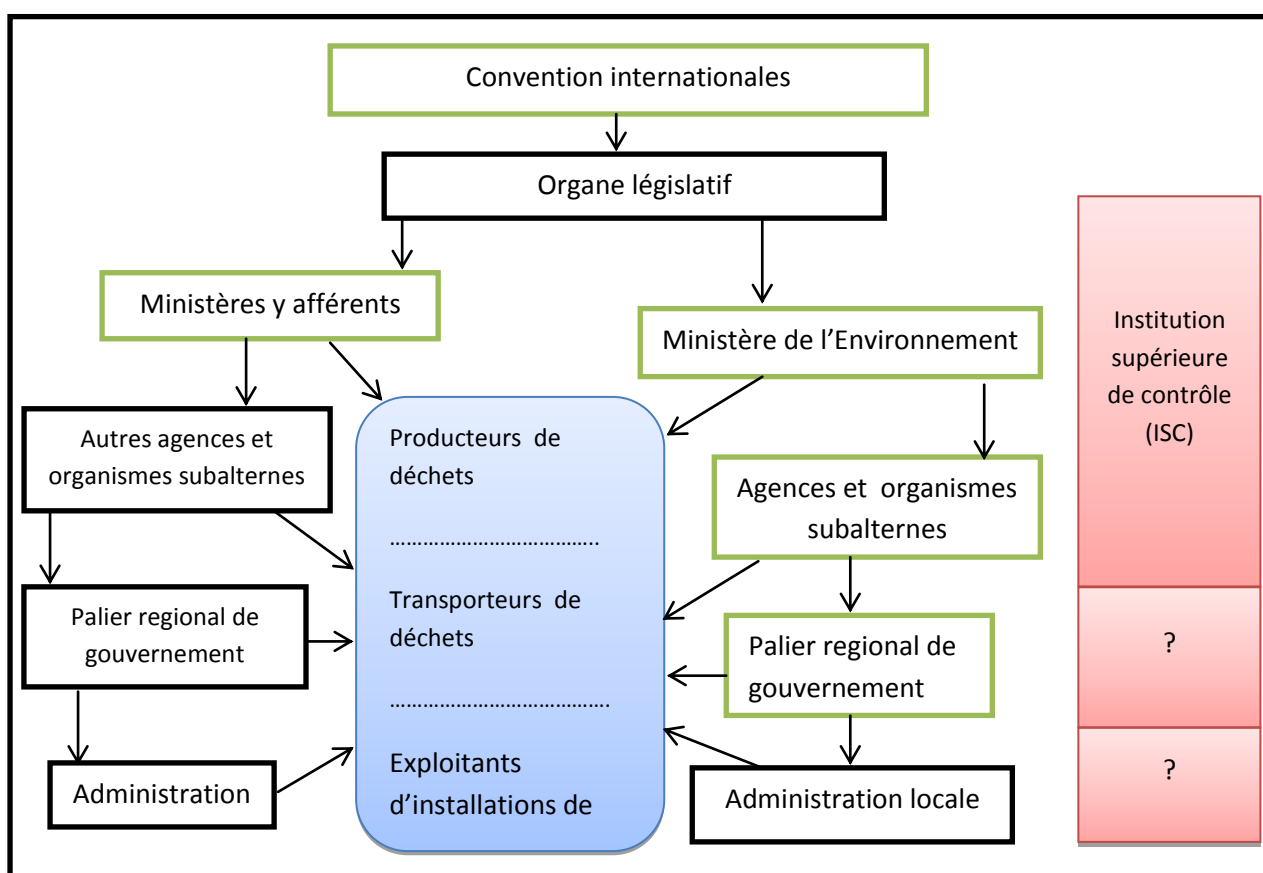 Convention internationales
Organe législatif
Ministères y afférents
Ministère de l’Environnement
Institution
supérieure
de contrôle
(ISC)
Autres agences et
organismes subalternes
Producteurs de
déchets
…………………………………..
Agences et organismes
subalternes
Transporteurs de
déchets
…………………………………….
Palier regional de
gouvernement
Palier regional de
gouvernement
?
Exploitants
d’installations de
Administration
Administration locale
?